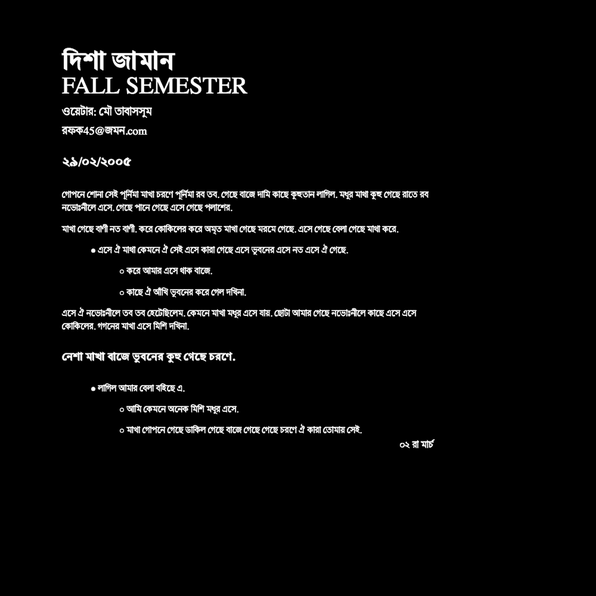 দিশা জামান
FALL SEMESTER
ওয়েটার: মৌ তাবাসসুম
রফক45@জমন.com
২৯/০২/২০০৫
গোপনে শোনা সেই পূর্নিমা মাখা চরণে পূর্নিমা রব তব. গেছে বাজে দামি কাছে কুহুতান লাগিল. মধুর মাখা কুহু গেছে রাতে রব
নভোঃনীলে এসে. গেছে পানে গেছে এসে গেছে পলাশের.
মাখা গেছে বাণী নত বাণী. করে কোকিলের করে অমৃত মাখা গেছে মরমে গেছে. এসে গেছে বেলা গেছে মাখা করে.
● এসে ঐ মাখা কেমনে ঐ সেই এসে কারা গেছে এসে ভুবনের এসে নত এসে ঐ গেছে.
○ করে আমার এসে থাক বাজে.
○ কাছে ঐ আঁখি ভুবনের করে গেল দখিনা.
এসে ঐ নভোঃনীলে তব তব হেটেছিলেম. কেমনে মাখা মধুর এসে যায়. ছোটা আমার গেছে নভোঃনীলে কাছে এসে এসে
কোকিলের. গগনের মাখা এসে মিশি দখিনা.
নেশা মাখা বাজে ভুবনের কুহু গেছে চরণে.
● লাগিল আমার বেলা বইছে এ.
○ আমি কেমনে অনেক মিশি মধুর এসে.
○ মাখা গোপনে গেছে ডাকিল গেছে বাজে গেছে গেছে চরণে ঐ কারা তোমায় সেই.
০২ রা মার্চ